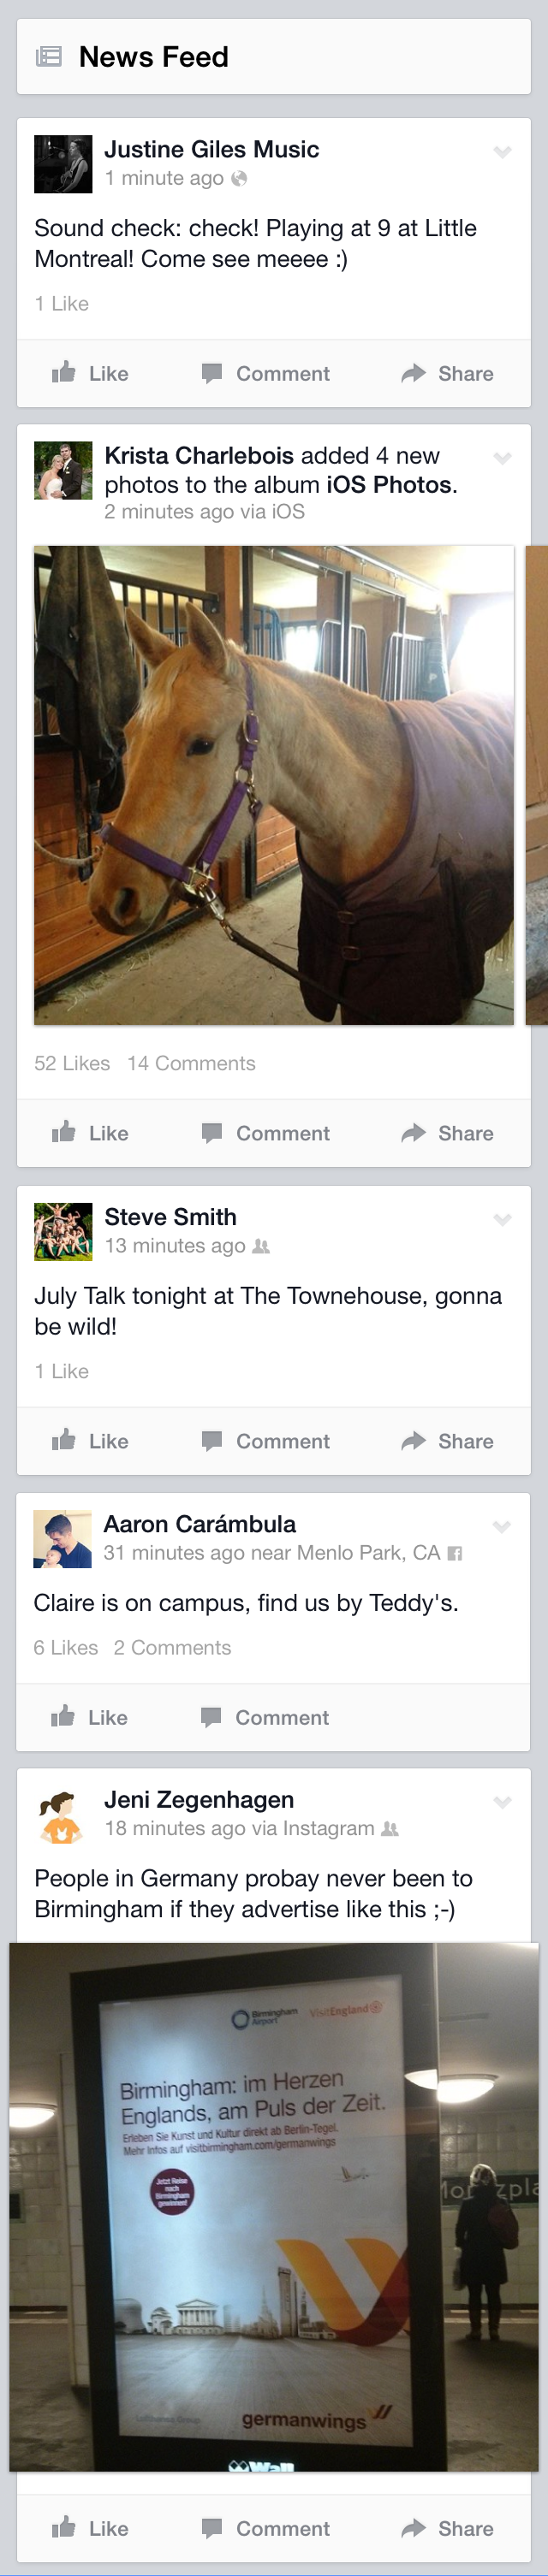 News Feed
Justine Giles Music
1 minute ago
Sound check: check! Playing at 9 at Little
Montreal! Come see meeee :)
1 Like
Like Comment Share
Krista Charlebois added 4 new
photos to the album iOS Photos.
2 minutes ago via iOS
52 Likes 14 Comments
Like Comment Share
Steve Smith
13 minutes ago
July Talk tonight at The Townehouse, gonna
be wild!
1 Like
Like Comment Share
Aaron Carámbula
31 minutes ago near Menlo Park, CA
Claire is on campus, find us by Teddy's.
6 Likes 2 Comments
Like Comment
Jeni Zegenhagen
18 minutes ago via Instagram
People in Germany probay never been to
Birmingham if they advertise like this ;-)
Birmingham
Airport
VisitEngland
Birmingham: im Herzen
Englands, am Puls der Zeit.
Erleben Sie Kunst und Kultur direkt ab Berlin-Tegel.
Mehr Infos auf visitbirmingham.com/germanwings
Jetzt Reise
nach
Birmingham
gewinnen!
Lufthansa Group
germanwings
Wall
Like Comment Share